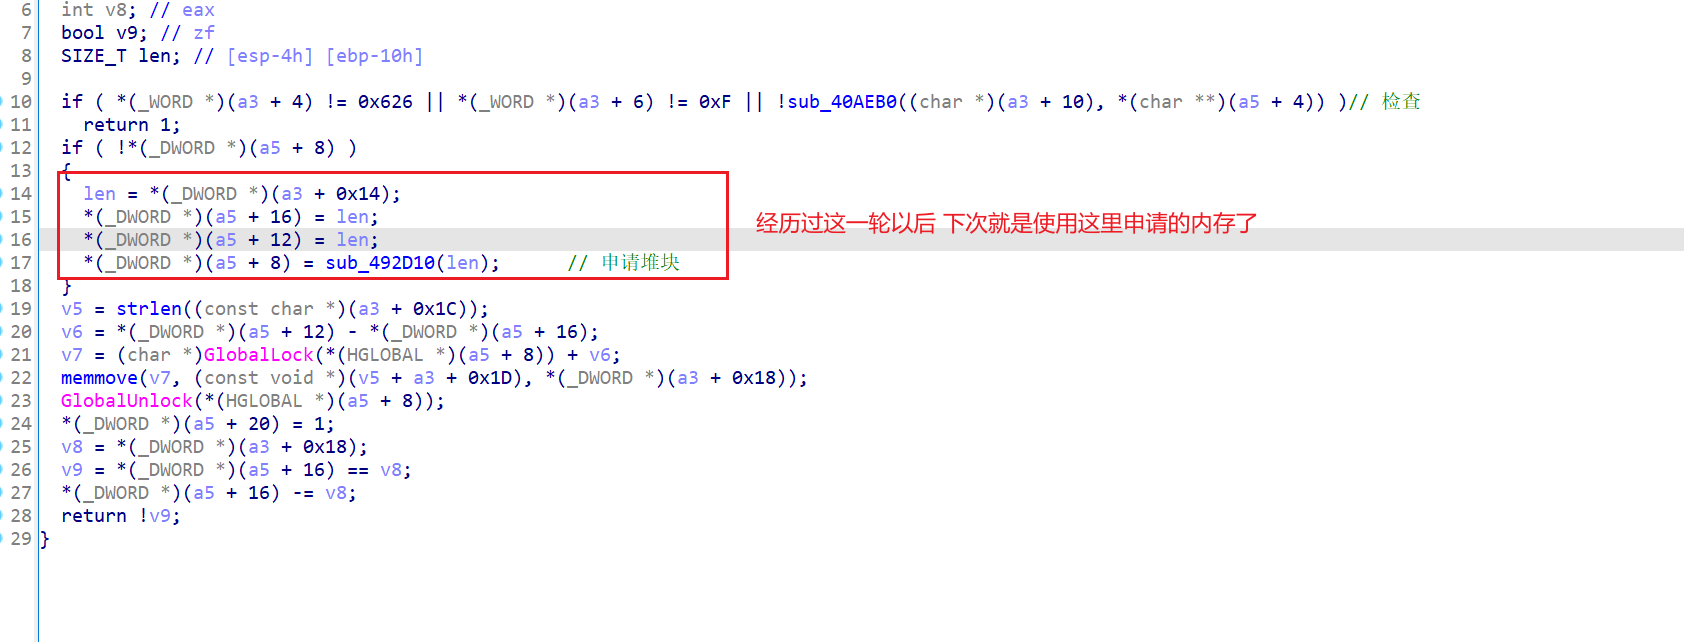 6 int v8; // eax
7 bool v9; // zf
8 SIZE_T len; // [esp-4h] [ebp-10h]
9
10 if ( *(_WORD *)(a3 + 4) != 0x626 || *(_WORD *)(a3 + 6) != 0xF || !sub_40AEB0((char *)(a3 + 10), *(char **)(a5 + 4)) )// 检查
11 return 1;
12 if ( !*(_DWORD *)(a5 + 8) )
13 {
14 len = *(_DWORD *)(a3 + 0x14);
15 *(_DWORD *)(a5 + 16) = len;
经历过这一轮以后 下次就是使用这里申请的内存了
16 *(_DWORD *)(a5 + 12) = len;
17 *(_DWORD *)(a5 + 8) = sub_492D10(len); // 申请堆块
18 }
19 v5 = strlen((const char *)(a3 + 0x1C));
20 v6 = *(_DWORD *)(a5 + 12) - *(_DWORD *)(a5 + 16);
21 v7 = (char *)GlobalLock(*(HGLOBAL *)(a5 + 8)) + v6;
22 memmove(v7, (const void *)(v5 + a3 + 0x1D), *(_DWORD *)(a3 + 0x18));
23 GlobalUnlock(*(HGLOBAL *)(a5 + 8));
24 *(_DWORD *)(a5 + 20) = 1;
25 v8 = *(_DWORD *)(a3 + 0x18);
26 v9 = *(_DWORD *)(a5 + 16) == v8;
27 *(_DWORD *)(a5 + 16) -= v8;
28 return !v9;
29 }